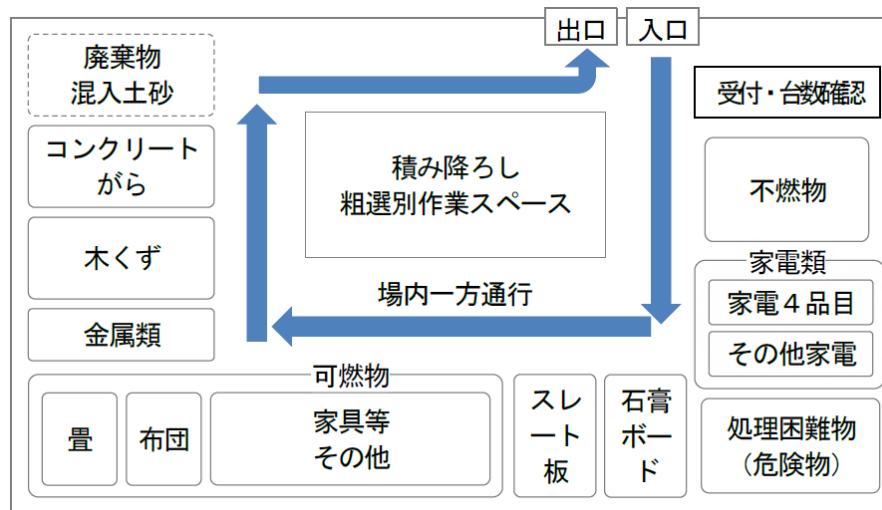 出口
入口
廃棄物
混入土砂
受付・台数確認
コンクリート
がら
積み降ろし
粗選別作業スペース
不燃物
木くず
家電類
場内一方通行
家電4品目
金属類
その他家電
可燃物
畳
布団
家具等
その他
スレ
ート
板
石膏
ボー
ド
処理困難物
（危険物）